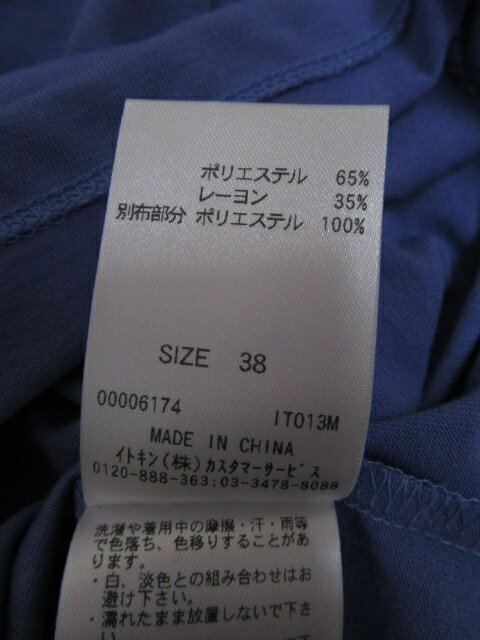 ポリエステル 65%
レーヨン 35%
別布部分 ポリエステル 100%
SIZE 38
00006174 IT013M
MADE IN CHINA
イトキン(株)カスタマーサービス
0120-888-363:03-3478-8088
洗濯や着用中の摩擦・汗・雨等
で色落ち、色移りすることがあ
ります。
・白、淡色との組み合わせはお
避け下さい。
・濡れたまま放置しないで下さ
い。